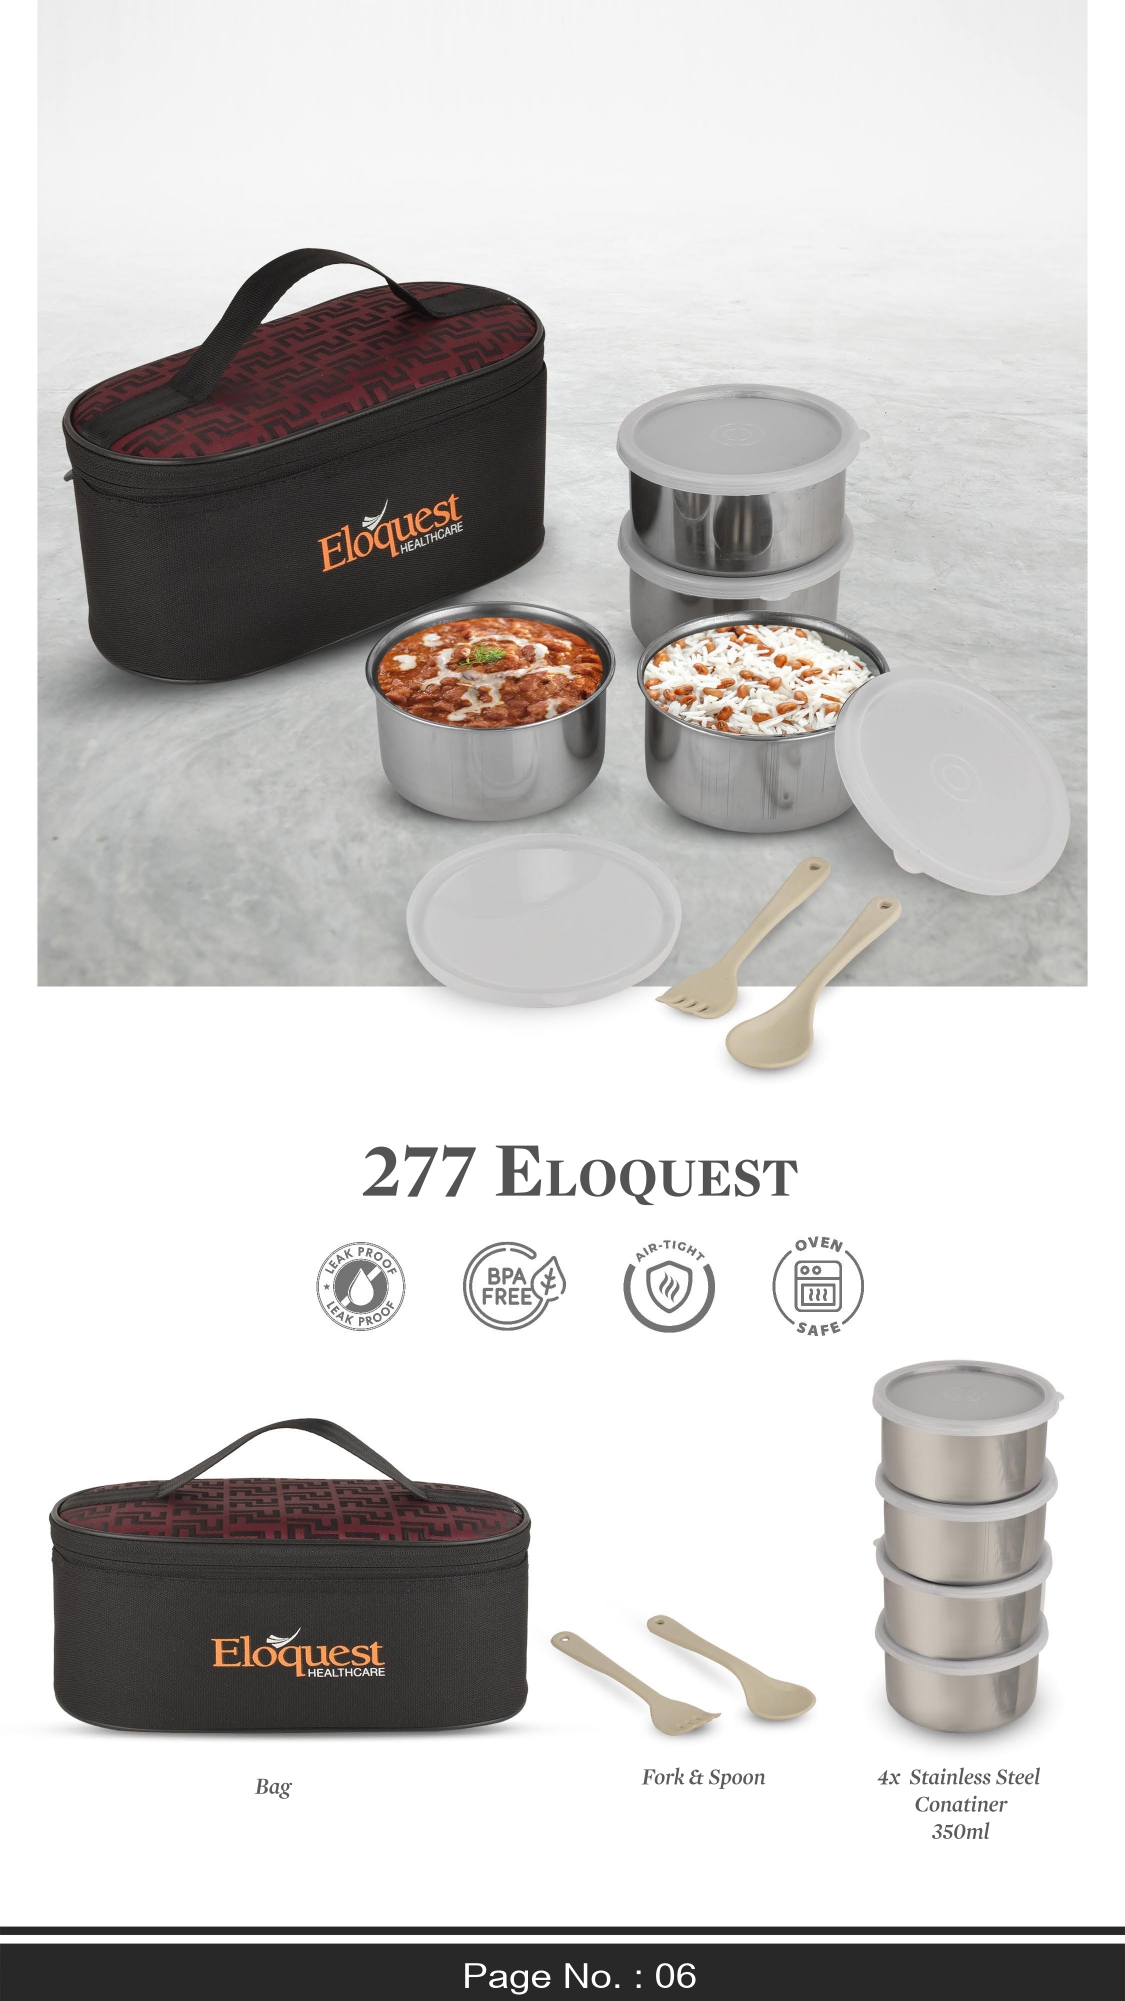 Eloquest
HEALTHCARE
277 ELOQUEST
LEAK PROOF
LEAK PROOF
BPA
FREE
AIR-TIGHT
OVEN
SAFE
Eloquest
HEALTHCARE
Bag
Fork & Spoon
4x Stainless Steel
Conatiner
350ml
Page No. : 06